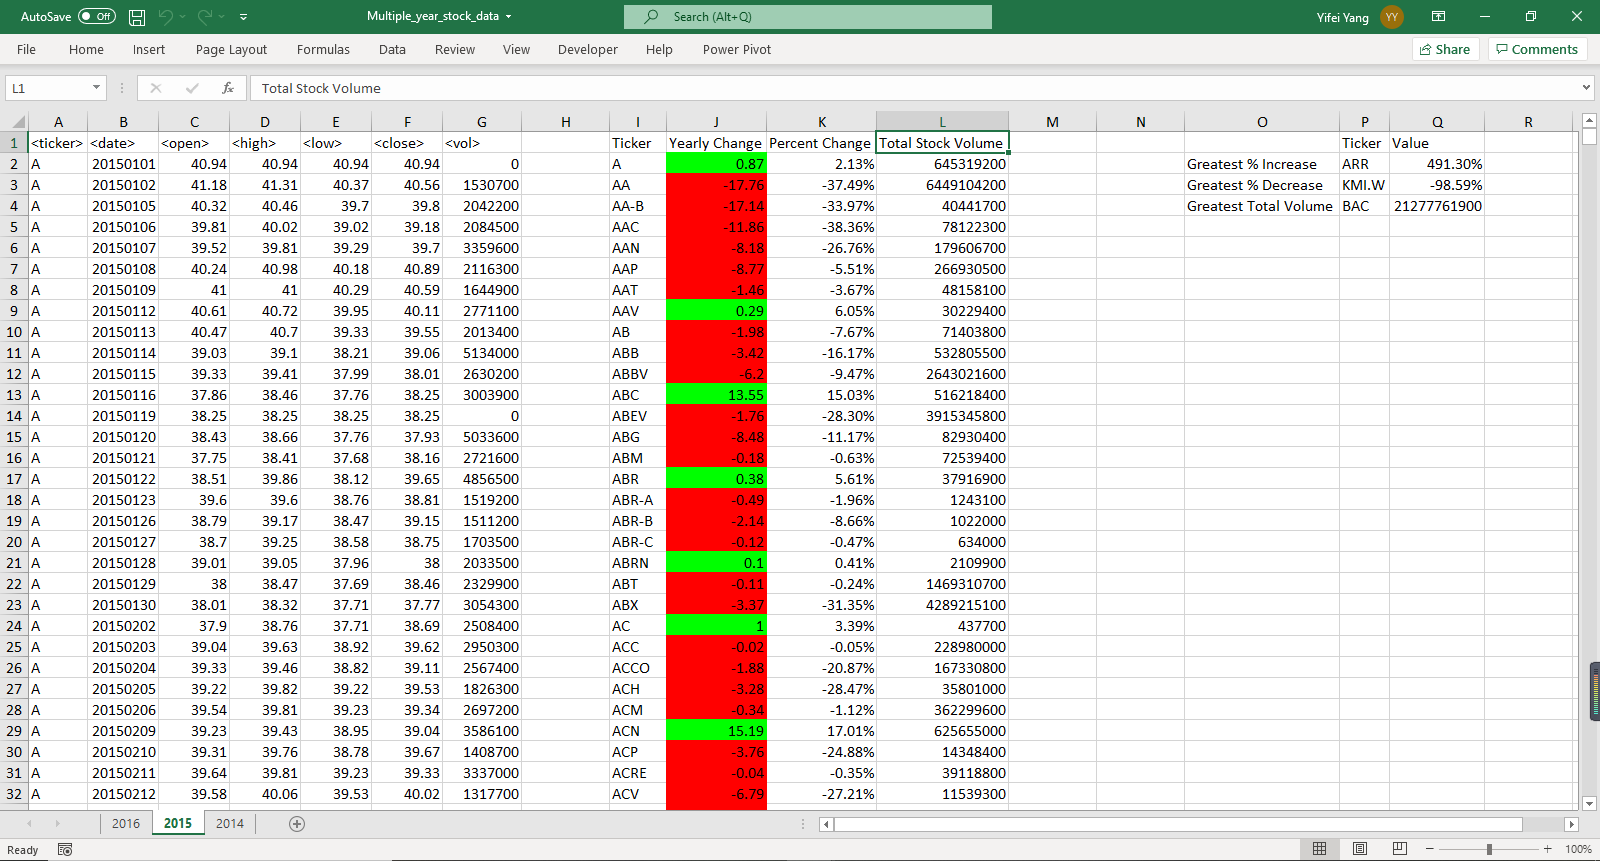 AutoSave Off Multiple_year_stock_data Search (Alt+Q) Yifei Yang YY
File Home Insert Page Layout Formulas Data Review View Developer Help Power Pivot Share Comments
L1 fx Total Stock Volume
A B C D E F G H I J K L M N O P Q R
1 <ticker> <date> <open> <high> <low> <close> <vol> Ticker Yearly Change Percent Change Total Stock Volume Ticker Value
2 A 20150101 40.94 40.94 40.94 40.94 0 A 0.87 2.13% 645319200 Greatest % Increase ARR 491.30%
3 A 20150102 41.18 41.31 40.37 40.56 1530700 AA -17.76 -37.49% 6449104200 Greatest % Decrease KMI.W -98.59%
4 A 20150105 40.32 40.46 39.7 39.8 2042200 AA-B -17.14 -33.97% 40441700 Greatest Total Volume BAC 21277761900
5 A 20150106 39.81 40.02 39.02 39.18 2084500 AAC -11.86 -38.36% 78122300
6 A 20150107 39.52 39.81 39.29 39.7 3359600 AAN -8.18 -26.76% 179606700
7 A 20150108 40.24 40.98 40.18 40.89 2116300 AAP -8.77 -5.51% 266930500
8 A 20150109 41 41 40.29 40.59 1644900 AAT -1.46 -3.67% 48158100
9 A 20150112 40.61 40.72 39.95 40.11 2771100 AAV 0.29 6.05% 30229400
10 A 20150113 40.47 40.7 39.33 39.55 2013400 AB -1.98 -7.67% 71403800
11 A 20150114 39.03 39.1 38.21 39.06 5134000 ABB -3.42 -16.17% 532805500
12 A 20150115 39.33 39.41 37.99 38.01 2630200 ABBV -6.2 -9.47% 2643021600
13 A 20150116 37.86 38.46 37.76 38.25 3003900 ABC 13.55 15.03% 516218400
14 A 20150119 38.25 38.25 38.25 38.25 0 ABEV -1.76 -28.30% 3915345800
15 A 20150120 38.43 38.66 37.76 37.93 5033600 ABG -8.48 -11.17% 82930400
16 A 20150121 37.75 38.41 37.68 38.16 2721600 ABM -0.18 -0.63% 72539400
17 A 20150122 38.51 39.86 38.12 39.65 4856500 ABR 0.38 5.61% 37916900
18 A 20150123 39.6 39.6 38.76 38.81 1519200 ABR-A -0.49 -1.96% 1243100
19 A 20150126 38.79 39.17 38.47 39.15 1511200 ABR-B -2.14 -8.66% 1022000
20 A 20150127 38.7 39.25 38.58 38.75 1703500 ABR-C -0.12 -0.47% 634000
21 A 20150128 39.01 39.05 37.96 38 2033500 ABRN 0.1 0.41% 2109900
22 A 20150129 38 38.47 37.69 38.46 2329900 ABT -0.11 -0.24% 1469310700
23 A 20150130 38.01 38.32 37.71 37.77 3054300 ABX -3.37 -31.35% 4289215100
24 A 20150202 37.9 38.76 37.71 38.69 2508400 AC 1 3.39% 437700
25 A 20150203 39.04 39.63 38.92 39.62 2950300 ACC -0.02 -0.05% 228980000
26 A 20150204 39.33 39.46 38.82 39.11 2567400 ACCO -1.88 -20.87% 167330800
27 A 20150205 39.22 39.82 39.22 39.53 1826300 ACH -3.28 -28.47% 35801000
28 A 20150206 39.54 39.81 39.23 39.34 2697200 ACM -0.34 -1.12% 362299600
29 A 20150209 39.23 39.43 38.95 39.04 3586100 ACN 15.19 17.01% 625655000
30 A 20150210 39.31 39.76 38.78 39.67 1408700 ACP -3.76 -24.88% 14348400
31 A 20150211 39.64 39.81 39.23 39.33 3337000 ACRE -0.04 -0.35% 39118800
32 A 20150212 39.58 40.06 39.53 40.02 1317700 ACV -6.79 -27.21% 11539300
2016 2015 2014
Ready 100%